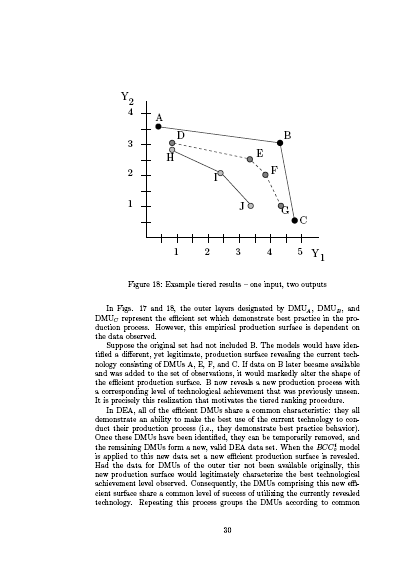 Y2
4
A
D
B
3
H
E
F
2
I
J
G
1
C
1 2 3 4 5 Y1
Figure 18: Example tiered results – one input, two outputs
In Figs. 17 and 18, the outer layers designated by DMUA, DMUB, and
DMUC represent the efficient set which demonstrate best practice in the pro-
duction process. However, this empirical production surface is dependent on
the data observed.
Suppose the original set had not included B. The models would have iden-
tified a different, yet legitimate, production surface revealing the current tech-
nology consisting of DMUs A, E, F, and C. If data on B later became available
and was added to the set of observations, it would markedly alter the shape of
the efficient production surface. B now reveals a new production process with
a corresponding level of technological achievement that was previously unseen.
It is precisely this realization that motivates the tiered ranking procedure.
In DEA, all of the efficient DMUs share a common characteristic: they all
demonstrate an ability to make the best use of the current technology to con-
duct their production process (i.e., they demonstrate best practice behavior).
Once these DMUs have been identified, they can be temporarily removed, and
the remaining DMUs form a new, valid DEA data set. When the BCC model
is applied to this new data set a new efficient production surface is revealed.
Had the data for DMUs of the outer tier not been available originally, this
new production surface would legitimately characterize the best technological
achievement level observed. Consequently, the DMUs comprising this new effi-
cient surface share a common level of success of utilizing the currently revealed
technology. Repeating this process groups the DMUs according to common
30